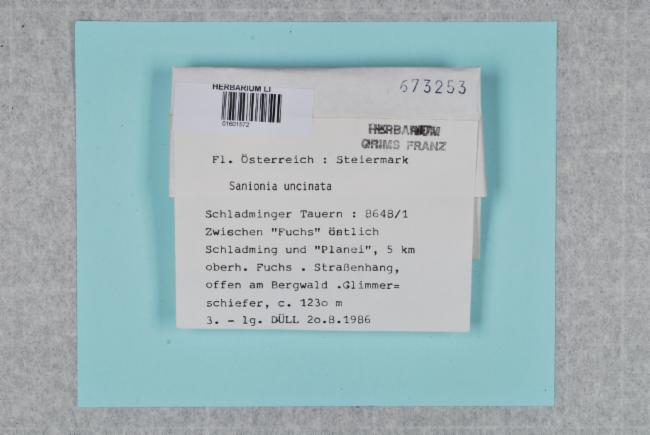 HERBARIUM LI
01601572
673253
HERBARIUM
GRIMS FRANZ
Fl. Österreich : Steiermark
Sanionia uncinata
Schladminger Tauern : 8648/1
Zwischen "Fuchs" östlich
Schladming und "Planei", 5 km
oberh. Fuchs . Straßenhang,
offen am Bergwald .Glimmer=
schiefer, c. 123o m
3. - lg. DÜLL 2o.8.1986